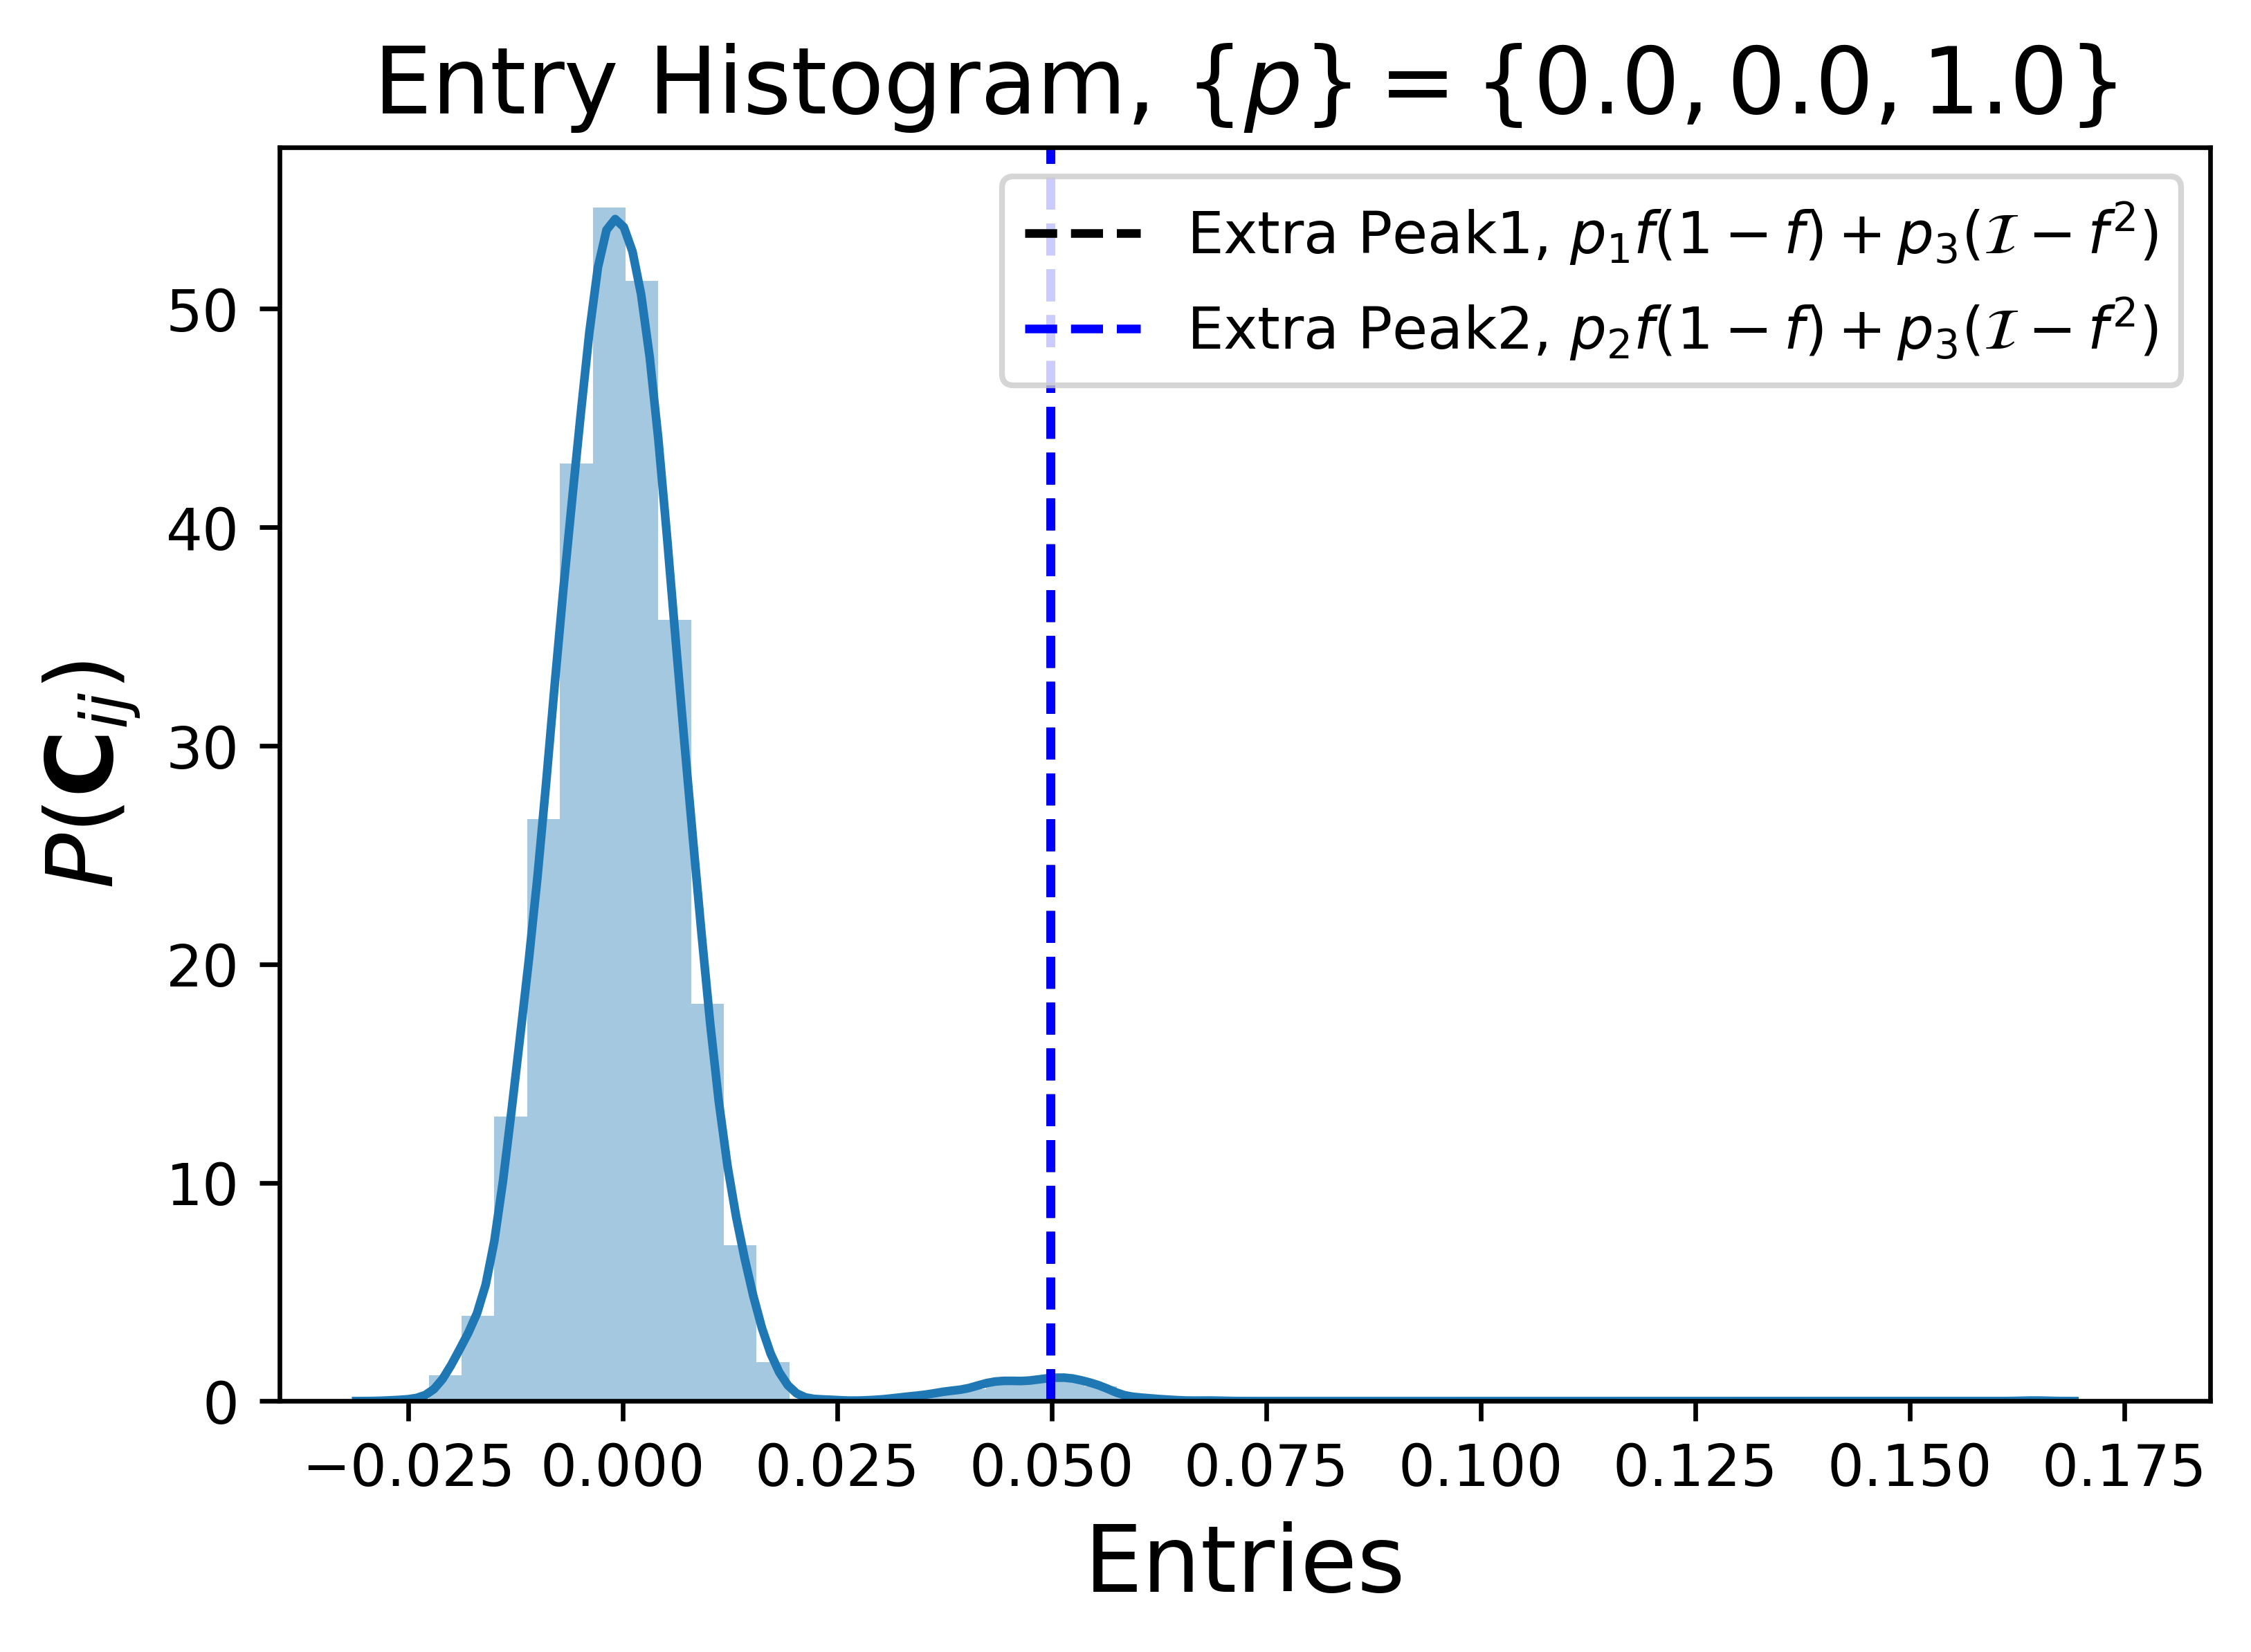 Entry Histogram, {p} = {0.0, 0.0, 1.0}
Extra Peak1, p₁f(1 − f) + p₃(ℐ − f²)
Extra Peak2, p₂f(1 − f) + p₃(ℐ − f²)
P(𝐂ᵢⱼ)
50
40
30
20
10
0
−0.025 0.000 0.025 0.050 0.075 0.100 0.125 0.150 0.175
Entries